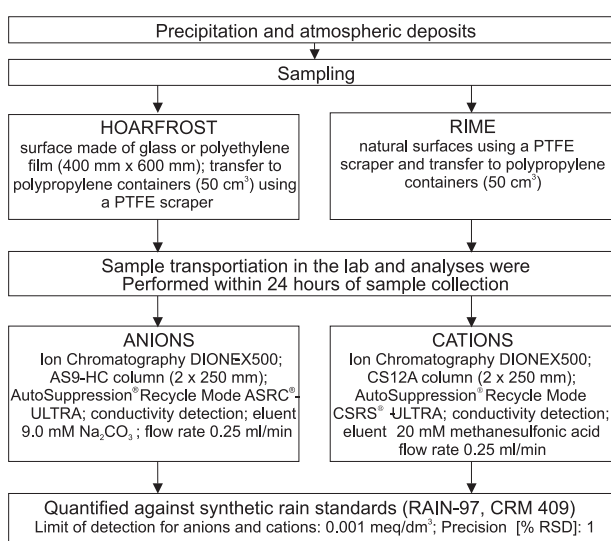 Precipitation and atmospheric deposits
Sampling
HOARFROST
surface made of glass or polyethylene
film (400 mm x 600 mm); transfer to
polypropylene containers (50 cm³) using
a PTFE scraper
RIME
natural surfaces using a PTFE
scraper and transfer to polypropylene
containers (50 cm³)
Sample transportiation in the lab and analyses were
Performed within 24 hours of sample collection
ANIONS
Ion Chromatography DIONEX500;
AS9-HC column (2 x 250 mm);
AutoSuppression® Recycle Mode ASRC®-
ULTRA; conductivity detection; eluent
9.0 mM Na₂CO₃ ; flow rate 0.25 ml/min
CATIONS
Ion Chromatography DIONEX500;
CS12A column (2 x 250 mm);
AutoSuppression® Recycle Mode
CSRS® -ULTRA; conductivity detection;
eluent 20 mM methanesulfonic acid
flow rate 0.25 ml/min
Quantified against synthetic rain standards (RAIN-97, CRM 409)
Limit of detection for anions and cations: 0.001 meq/dm³; Precision [% RSD]: 1